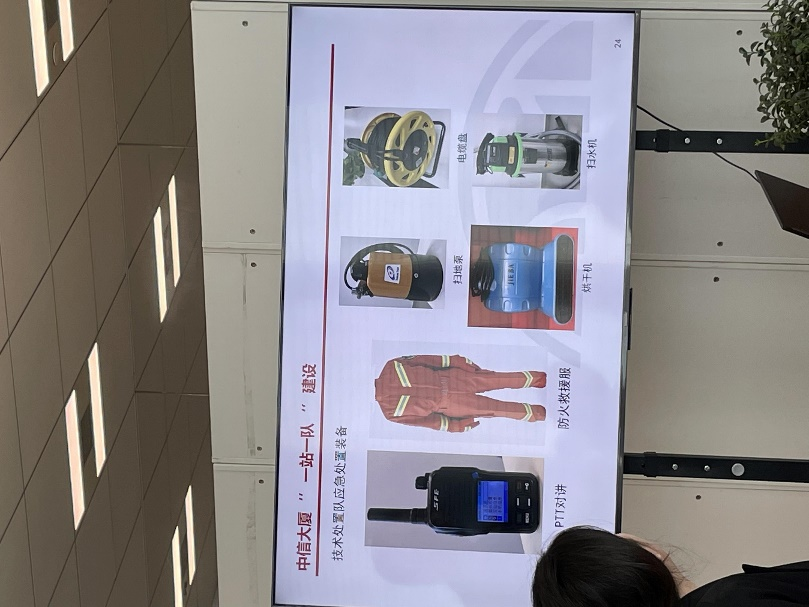 中信大厦 “ 一站一队 ” 建设
技术处置队应急处置装备
SFE
JIEBA
PTT对讲
防火救援服
扫地泵
电缆盘
烘干机
扫水机
24